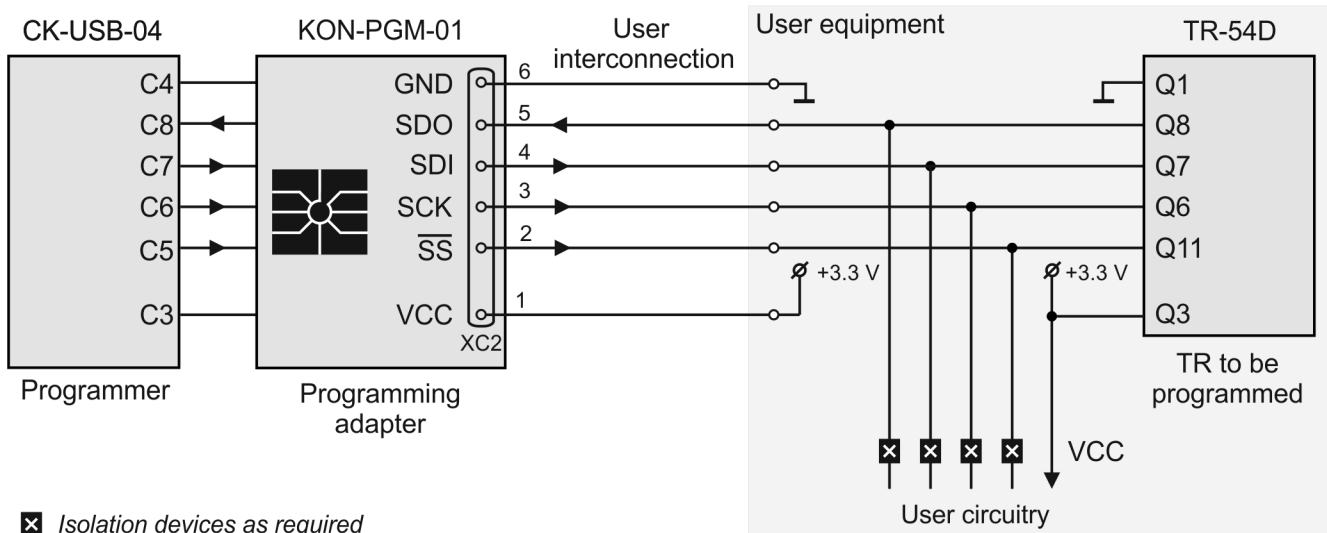 CK-USB-04
KON-PGM-01
User
interconnection
User equipment
TR-54D
C4
GND
6
Q1
C8
SDO
5
Q8
C7
SDI
4
Q7
C6
SCK
3
Q6
C5
SS
2
Q11
+3.3 V
+3.3 V
C3
VCC
1
Q3
XC2
Programmer
Programming
adapter
TR to be
programmed
VCC
User circuitry
Isolation devices as required